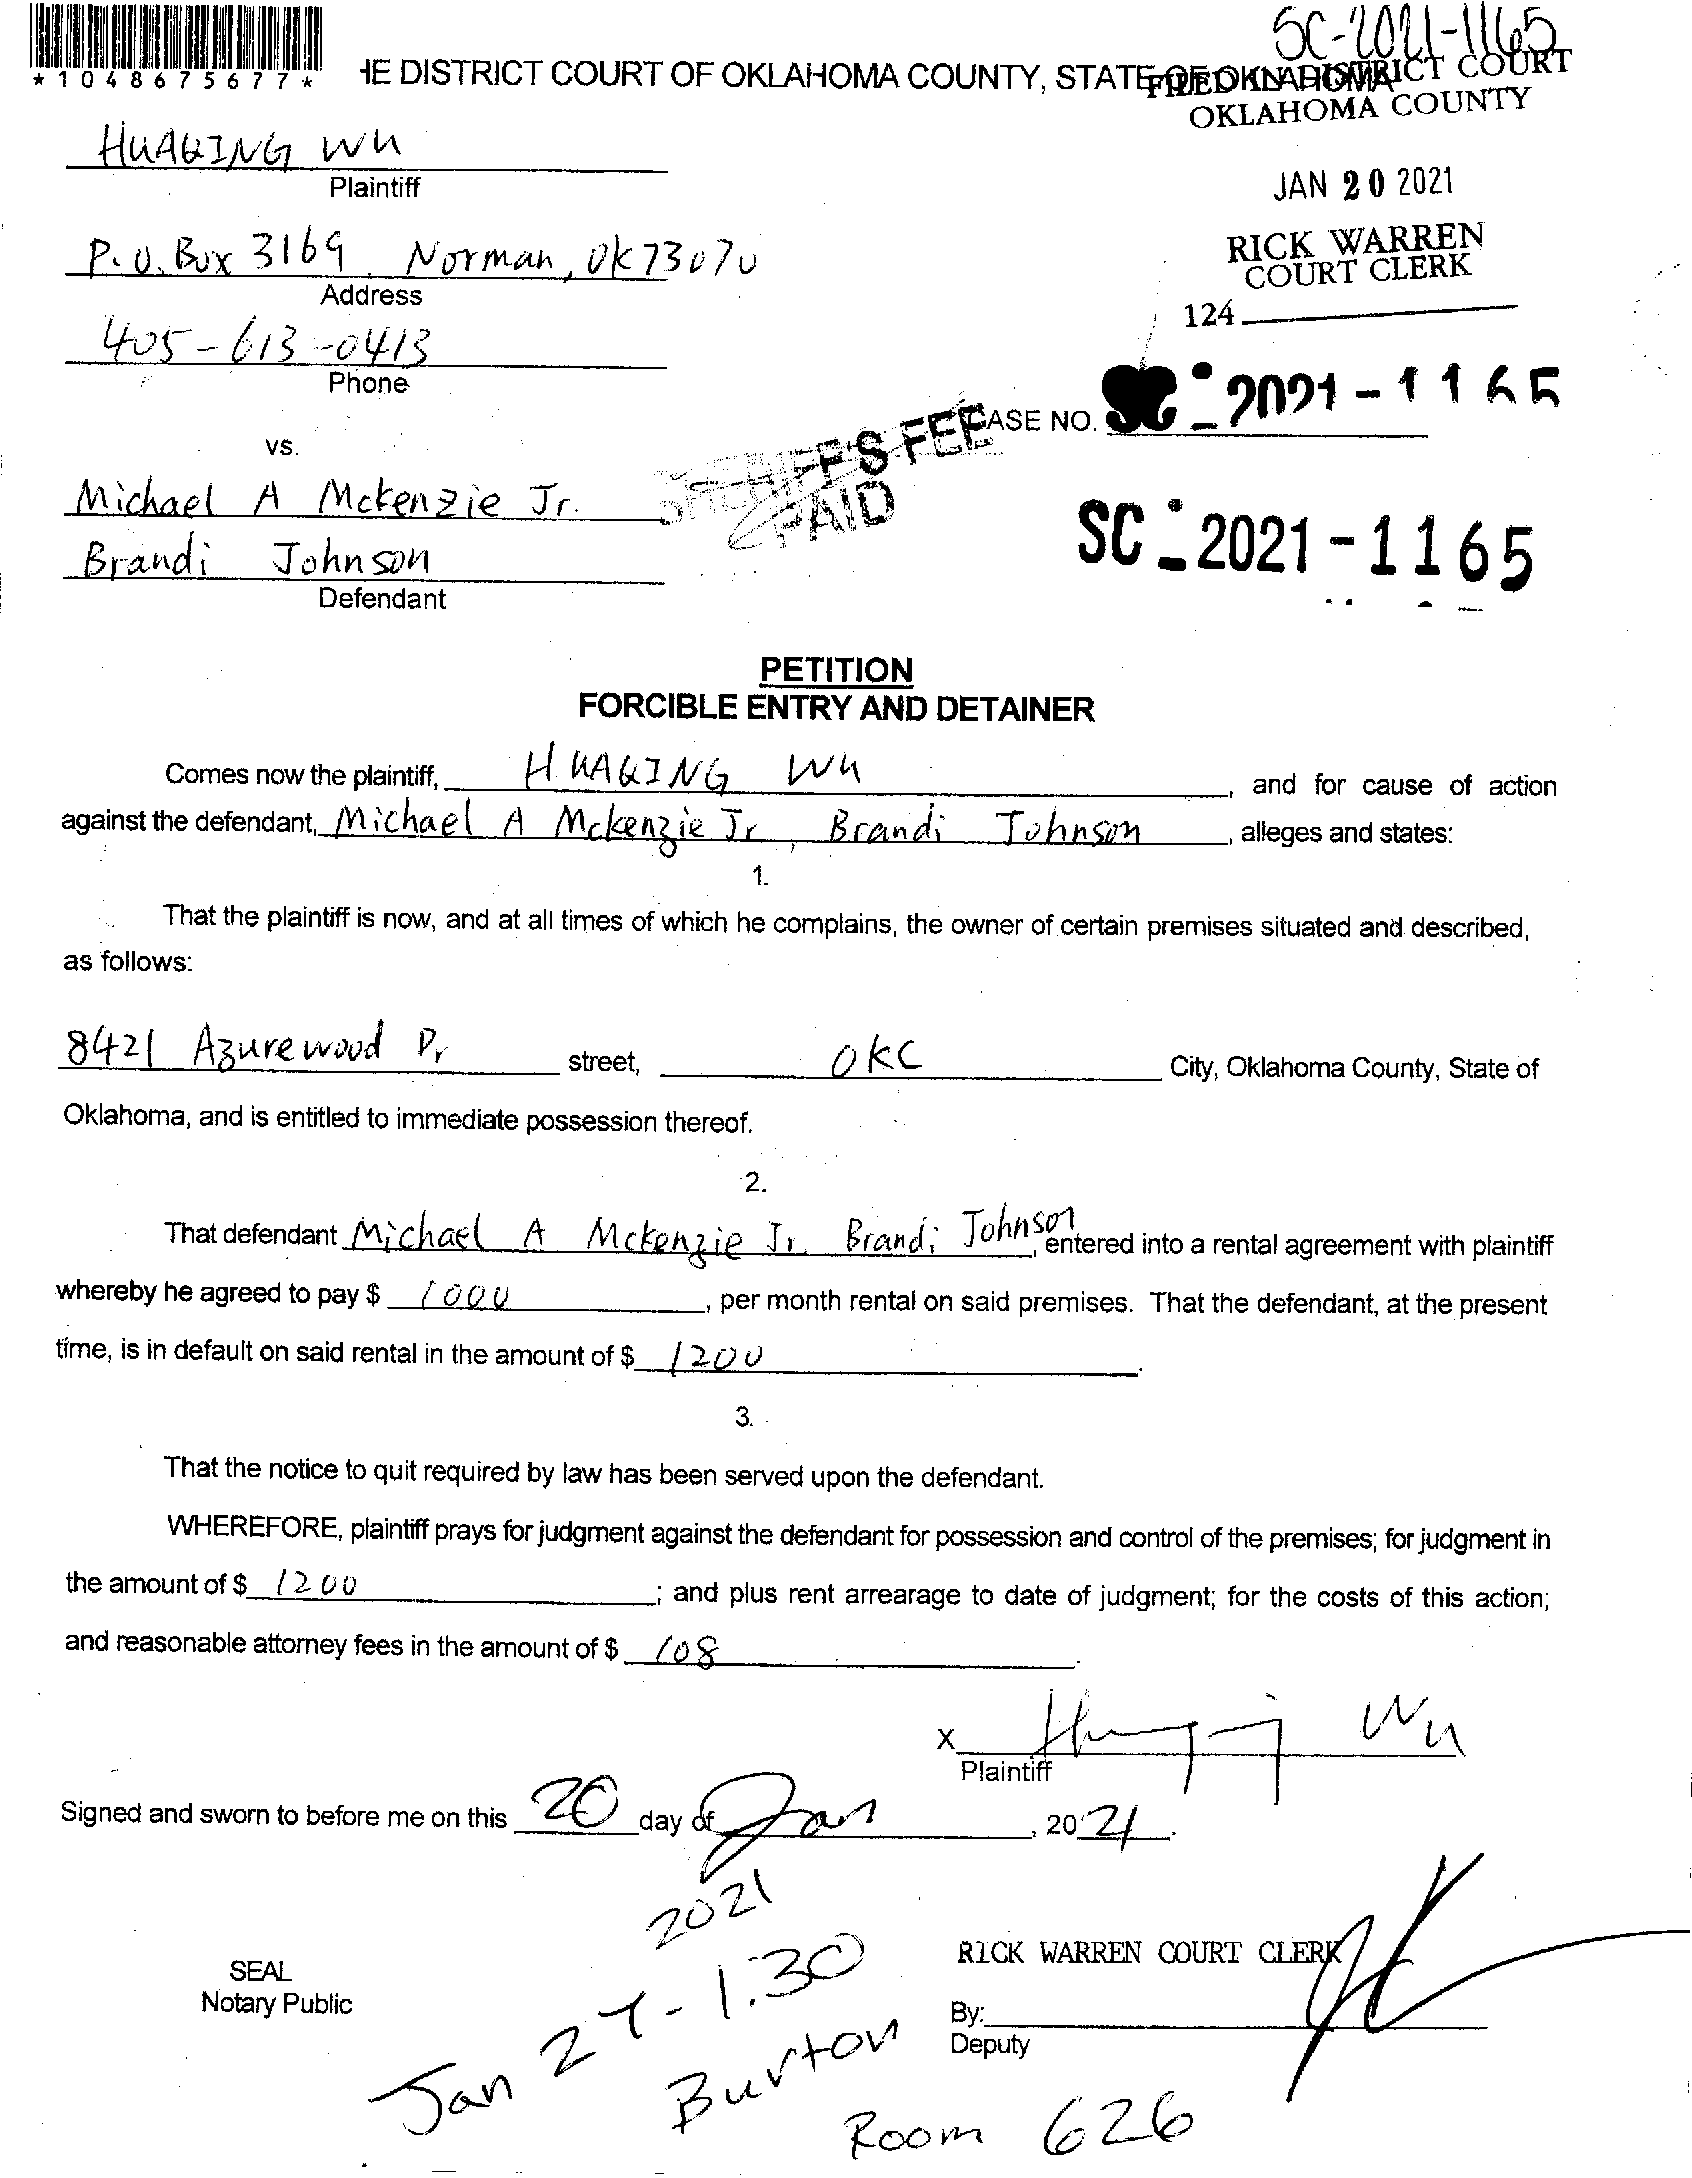 SC-2021-1165
*1048675677*
HE DISTRICT COURT OF OKLAHOMA COUNTY, STATE OF OKLAHOMA
FILED IN DISTRICT COURT
OKLAHOMA COUNTY
HUAQING WU
Plaintiff
JAN 20 2021
P.O. Box 3169 Norman, OK 73070
Address
RICK WARREN
COURT CLERK
124
405-613-0413
Phone
CASE NO. SC-2021-1165
SHERIFF'S FEE
PAID
vs.
Michael A Mckenzie Jr.
Brandi Johnson
Defendant
SC-2021-1165
PETITION
FORCIBLE ENTRY AND DETAINER
Comes now the plaintiff, HUAQING WU, and for cause of action
against the defendant, Michael A Mckenzie Jr, Brandi Johnson, alleges and states:
1.
That the plaintiff is now, and at all times of which he complains, the owner of certain premises situated and described,
as follows:
8421 Azurewood Dr street, OKC City, Oklahoma County, State of
Oklahoma, and is entitled to immediate possession thereof.
2.
That defendant Michael A Mckenzie Jr. Brandi Johnson, entered into a rental agreement with plaintiff
whereby he agreed to pay $ 1000, per month rental on said premises. That the defendant, at the present
time, is in default on said rental in the amount of $ 1200.
3.
That the notice to quit required by law has been served upon the defendant.
WHEREFORE, plaintiff prays for judgment against the defendant for possession and control of the premises; for judgment in
the amount of $ 1200; and plus rent arrearage to date of judgment; for the costs of this action;
and reasonable attorney fees in the amount of $ 108.
X Huaqing Wu
Plaintiff
Signed and sworn to before me on this 20 day of Jan, 2021.
2021
Jan 27-1:30
Burton
Room 626
SEAL
Notary Public
RICK WARREN COURT CLERK
By:
Deputy